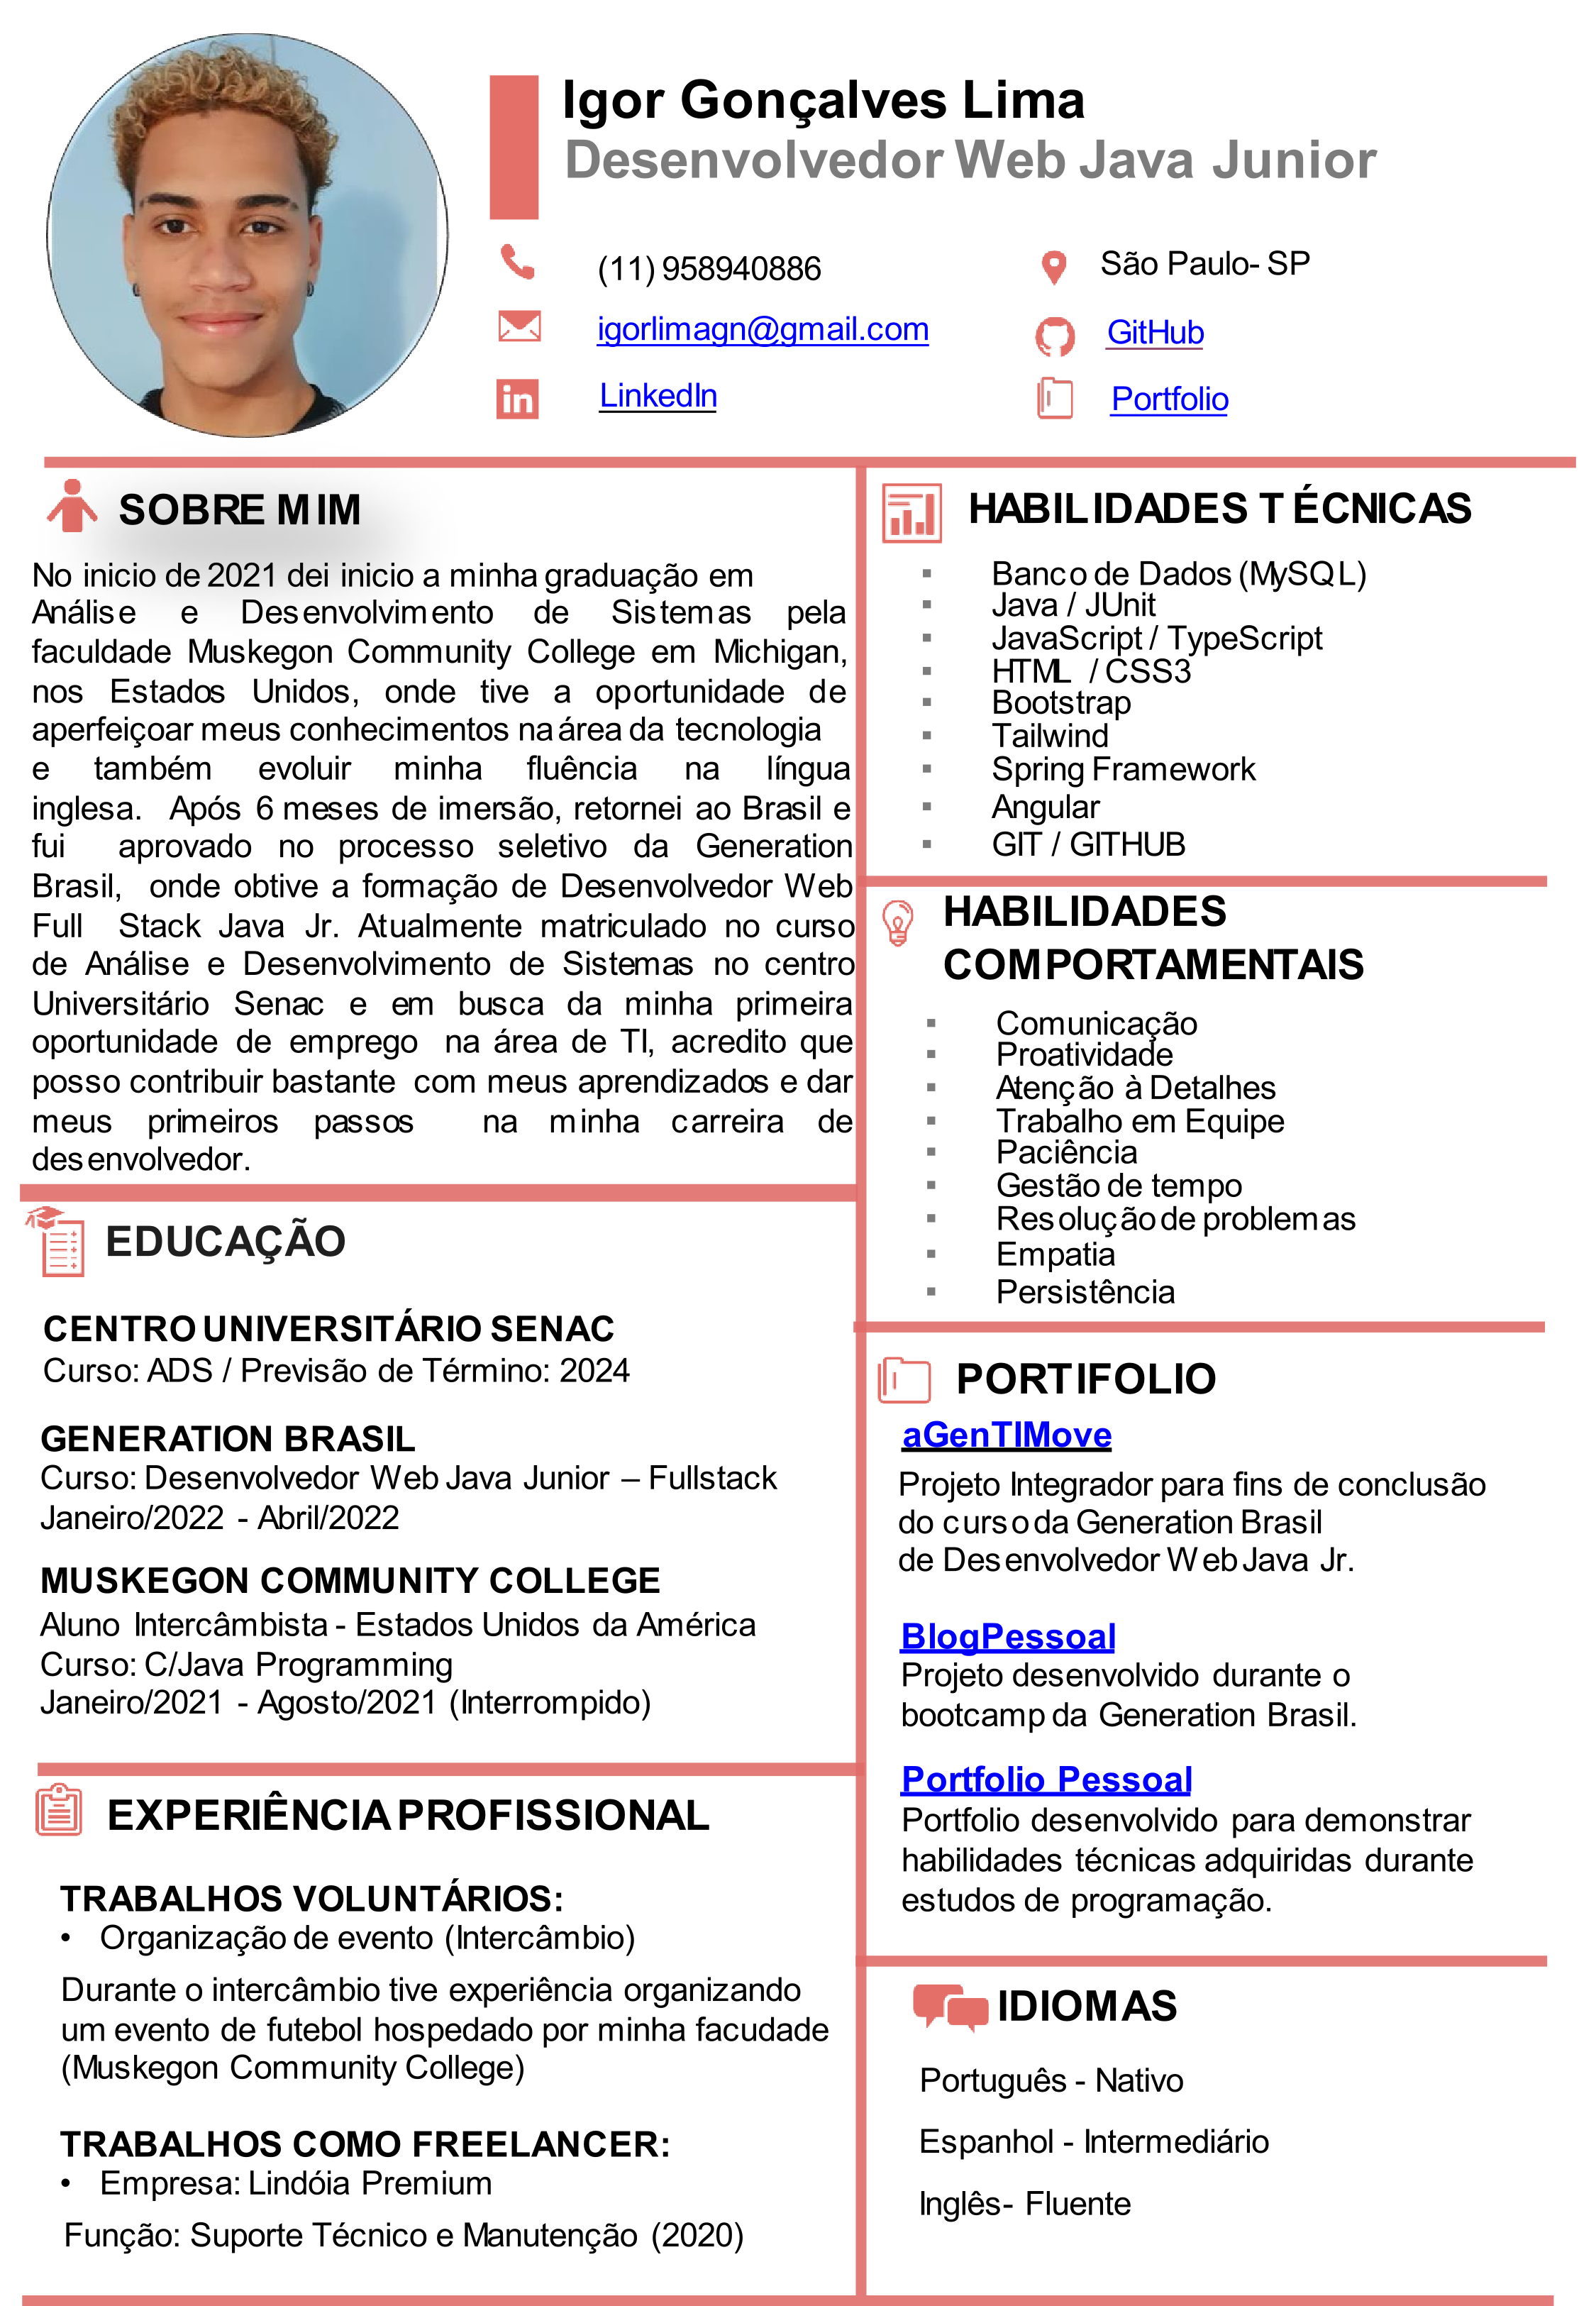 Igor Gonçalves Lima
Desenvolvedor Web Java Junior
(11) 958940886
São Paulo- SP
igorlimagn@gmail.com
GitHub
LinkedIn
Portfolio
SOBRE MIM
No inicio de 2021 dei inicio a minha graduação em
Análise e Desenvolvimento de Sistemas pela
faculdade Muskegon Community College em Michigan,
nos Estados Unidos, onde tive a oportunidade de
aperfeiçoar meus conhecimentos na área da tecnologia
e também evoluir minha fluência na língua
inglesa. Após 6 meses de imersão, retornei ao Brasil e
fui aprovado no processo seletivo da Generation
Brasil, onde obtive a formação de Desenvolvedor Web
Full Stack Java Jr. Atualmente matriculado no curso
de Análise e Desenvolvimento de Sistemas no centro
Universitário Senac e em busca da minha primeira
oportunidade de emprego na área de TI, acredito que
posso contribuir bastante com meus aprendizados e dar
meus primeiros passos na minha carreira de
desenvolvedor.
EDUCAÇÃO
CENTRO UNIVERSITÁRIO SENAC
Curso: ADS / Previsão de Término: 2024
GENERATION BRASIL
Curso: Desenvolvedor Web Java Junior – Fullstack
Janeiro/2022 - Abril/2022
MUSKEGON COMMUNITY COLLEGE
Aluno Intercâmbista - Estados Unidos da América
Curso: C/Java Programming
Janeiro/2021 - Agosto/2021 (Interrompido)
EXPERIÊNCIA PROFISSIONAL
TRABALHOS VOLUNTÁRIOS:
• Organização de evento (Intercâmbio)
Durante o intercâmbio tive experiência organizando
um evento de futebol hospedado por minha facudade
(Muskegon Community College)
TRABALHOS COMO FREELANCER:
• Empresa: Lindóia Premium
Função: Suporte Técnico e Manutenção (2020)
HABILIDADES TÉCNICAS
▪ Banco de Dados (MySQL)
▪ Java / JUnit
▪ JavaScript / TypeScript
▪ HTML / CSS3
▪ Bootstrap
▪ Tailwind
▪ Spring Framework
▪ Angular
▪ GIT / GITHUB
HABILIDADES
COMPORTAMENTAIS
▪ Comunicação
▪ Proatividade
▪ Atenção à Detalhes
▪ Trabalho em Equipe
▪ Paciência
▪ Gestão de tempo
▪ Resolução de problemas
▪ Empatia
▪ Persistência
PORTIFOLIO
aGenTIMove
Projeto Integrador para fins de conclusão
do curso da Generation Brasil
de Desenvolvedor Web Java Jr.
BlogPessoal
Projeto desenvolvido durante o
bootcamp da Generation Brasil.
Portfolio Pessoal
Portfolio desenvolvido para demonstrar
habilidades técnicas adquiridas durante
estudos de programação.
IDIOMAS
Português - Nativo
Espanhol - Intermediário
Inglês- Fluente